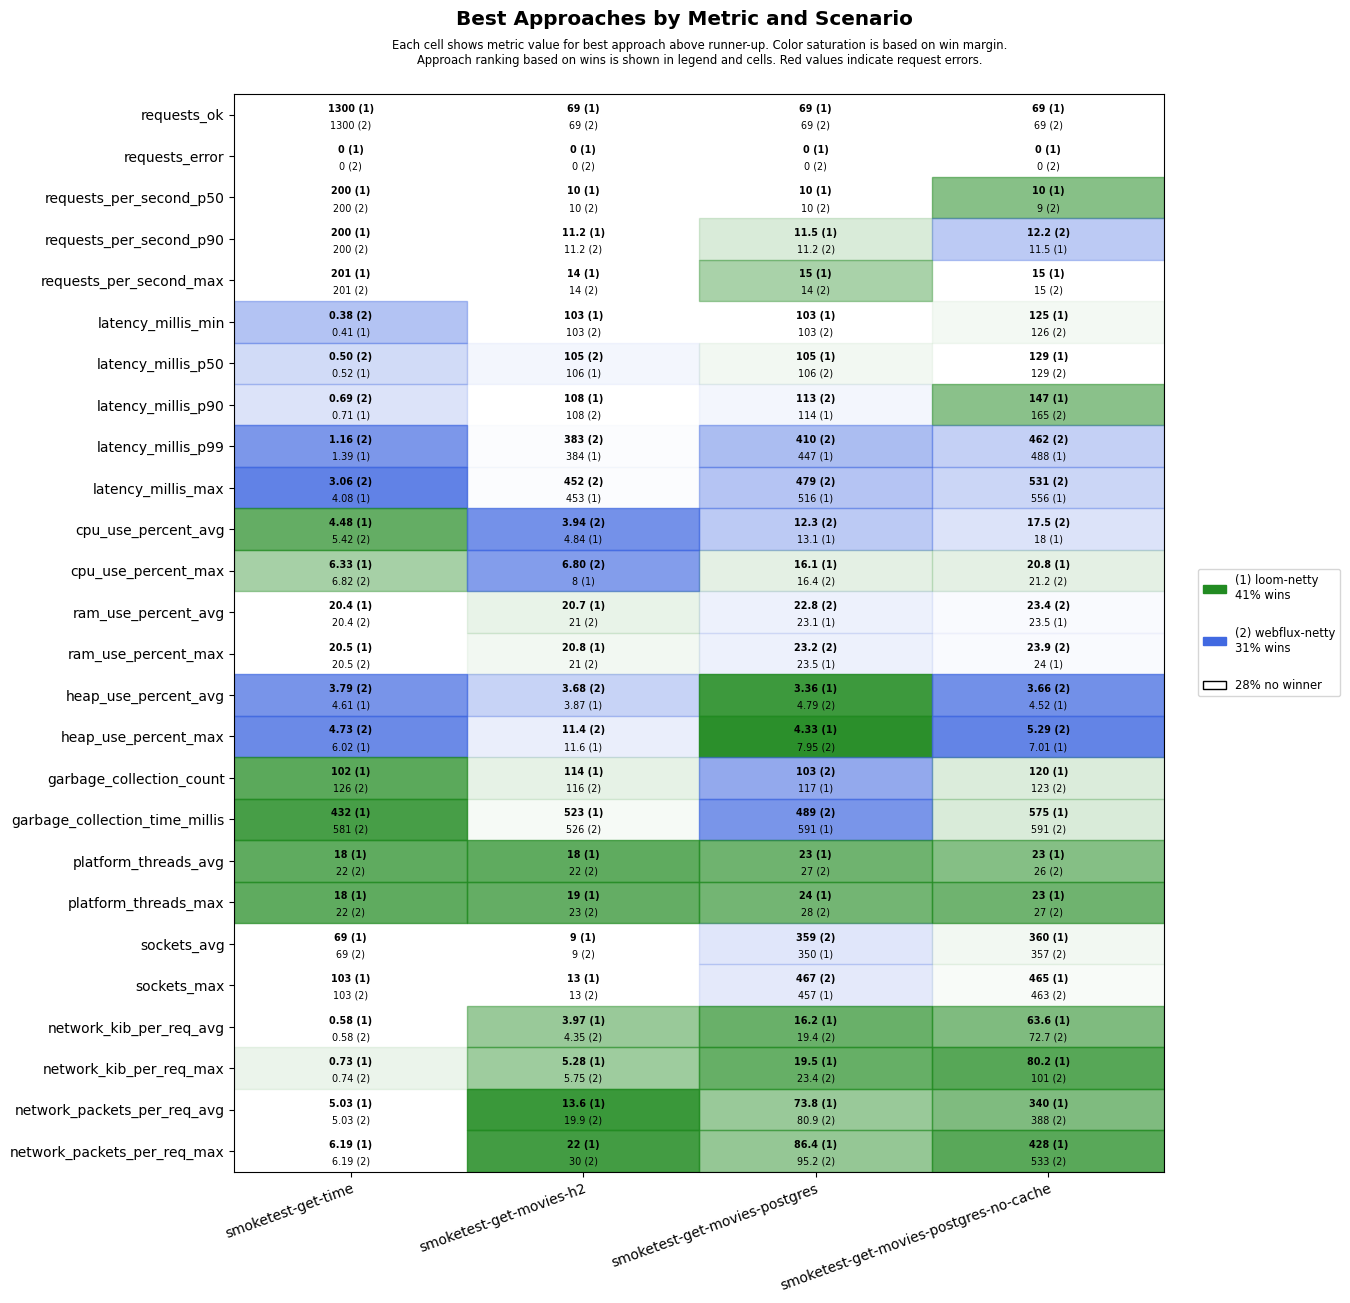 Best Approaches by Metric and Scenario
Each cell shows metric value for best approach above runner-up. Color saturation is based on win margin.
Approach ranking based on wins is shown in legend and cells. Red values indicate request errors.
requests_ok
1300 (1) 69 (1) 69 (1) 69 (1)
1300 (2) 69 (2) 69 (2) 69 (2)
requests_error
0 (1) 0 (1) 0 (1) 0 (1)
0 (2) 0 (2) 0 (2) 0 (2)
requests_per_second_p50
200 (1) 10 (1) 10 (1) 10 (1)
200 (2) 10 (2) 10 (2) 9 (2)
requests_per_second_p90
200 (1) 11.2 (1) 11.5 (1) 12.2 (2)
200 (2) 11.2 (2) 11.2 (2) 11.5 (1)
requests_per_second_max
201 (1) 14 (1) 15 (1) 15 (1)
201 (2) 14 (2) 14 (2) 15 (2)
latency_millis_min
0.38 (2) 103 (1) 103 (1) 125 (1)
0.41 (1) 103 (2) 103 (2) 126 (2)
latency_millis_p50
0.50 (2) 105 (2) 105 (1) 129 (1)
0.52 (1) 106 (1) 106 (2) 129 (2)
latency_millis_p90
0.69 (2) 108 (1) 113 (2) 147 (1)
0.71 (1) 108 (2) 114 (1) 165 (2)
latency_millis_p99
1.16 (2) 383 (2) 410 (2) 462 (2)
1.39 (1) 384 (1) 447 (1) 488 (1)
latency_millis_max
3.06 (2) 452 (2) 479 (2) 531 (2)
4.08 (1) 453 (1) 516 (1) 556 (1)
cpu_use_percent_avg
4.48 (1) 3.94 (2) 12.3 (2) 17.5 (2)
5.42 (2) 4.84 (1) 13.1 (1) 18 (1)
cpu_use_percent_max
6.33 (1) 6.80 (2) 16.1 (1) 20.8 (1)
6.82 (2) 8 (1) 16.4 (2) 21.2 (2)
ram_use_percent_avg
20.4 (1) 20.7 (1) 22.8 (2) 23.4 (2)
20.4 (2) 21 (2) 23.1 (1) 23.5 (1)
ram_use_percent_max
20.5 (1) 20.8 (1) 23.2 (2) 23.9 (2)
20.5 (2) 21 (2) 23.5 (1) 24 (1)
heap_use_percent_avg
3.79 (2) 3.68 (2) 3.36 (1) 3.66 (2)
4.61 (1) 3.87 (1) 4.79 (2) 4.52 (1)
heap_use_percent_max
4.73 (2) 11.4 (2) 4.33 (1) 5.29 (2)
6.02 (1) 11.6 (1) 7.95 (2) 7.01 (1)
garbage_collection_count
102 (1) 114 (1) 103 (2) 120 (1)
126 (2) 116 (2) 117 (1) 123 (2)
garbage_collection_time_millis
432 (1) 523 (1) 489 (2) 575 (1)
581 (2) 526 (2) 591 (1) 591 (2)
platform_threads_avg
18 (1) 18 (1) 23 (1) 23 (1)
22 (2) 22 (2) 27 (2) 26 (2)
platform_threads_max
18 (1) 19 (1) 24 (1) 23 (1)
22 (2) 23 (2) 28 (2) 27 (2)
sockets_avg
69 (1) 9 (1) 359 (2) 360 (1)
69 (2) 9 (2) 350 (1) 357 (2)
sockets_max
103 (1) 13 (1) 467 (2) 465 (1)
103 (2) 13 (2) 457 (1) 463 (2)
network_kib_per_req_avg
0.58 (1) 3.97 (1) 16.2 (1) 63.6 (1)
0.58 (2) 4.35 (2) 19.4 (2) 72.7 (2)
network_kib_per_req_max
0.73 (1) 5.28 (1) 19.5 (1) 80.2 (1)
0.74 (2) 5.75 (2) 23.4 (2) 101 (2)
network_packets_per_req_avg
5.03 (1) 13.6 (1) 73.8 (1) 340 (1)
5.03 (2) 19.9 (2) 80.9 (2) 388 (2)
network_packets_per_req_max
6.19 (1) 22 (1) 86.4 (1) 428 (1)
6.19 (2) 30 (2) 95.2 (2) 533 (2)
smoketest-get-time
smoketest-get-movies-h2
smoketest-get-movies-postgres
smoketest-get-movies-postgres-no-cache
(1) loom-netty
41% wins
(2) webflux-netty
31% wins
28% no winner